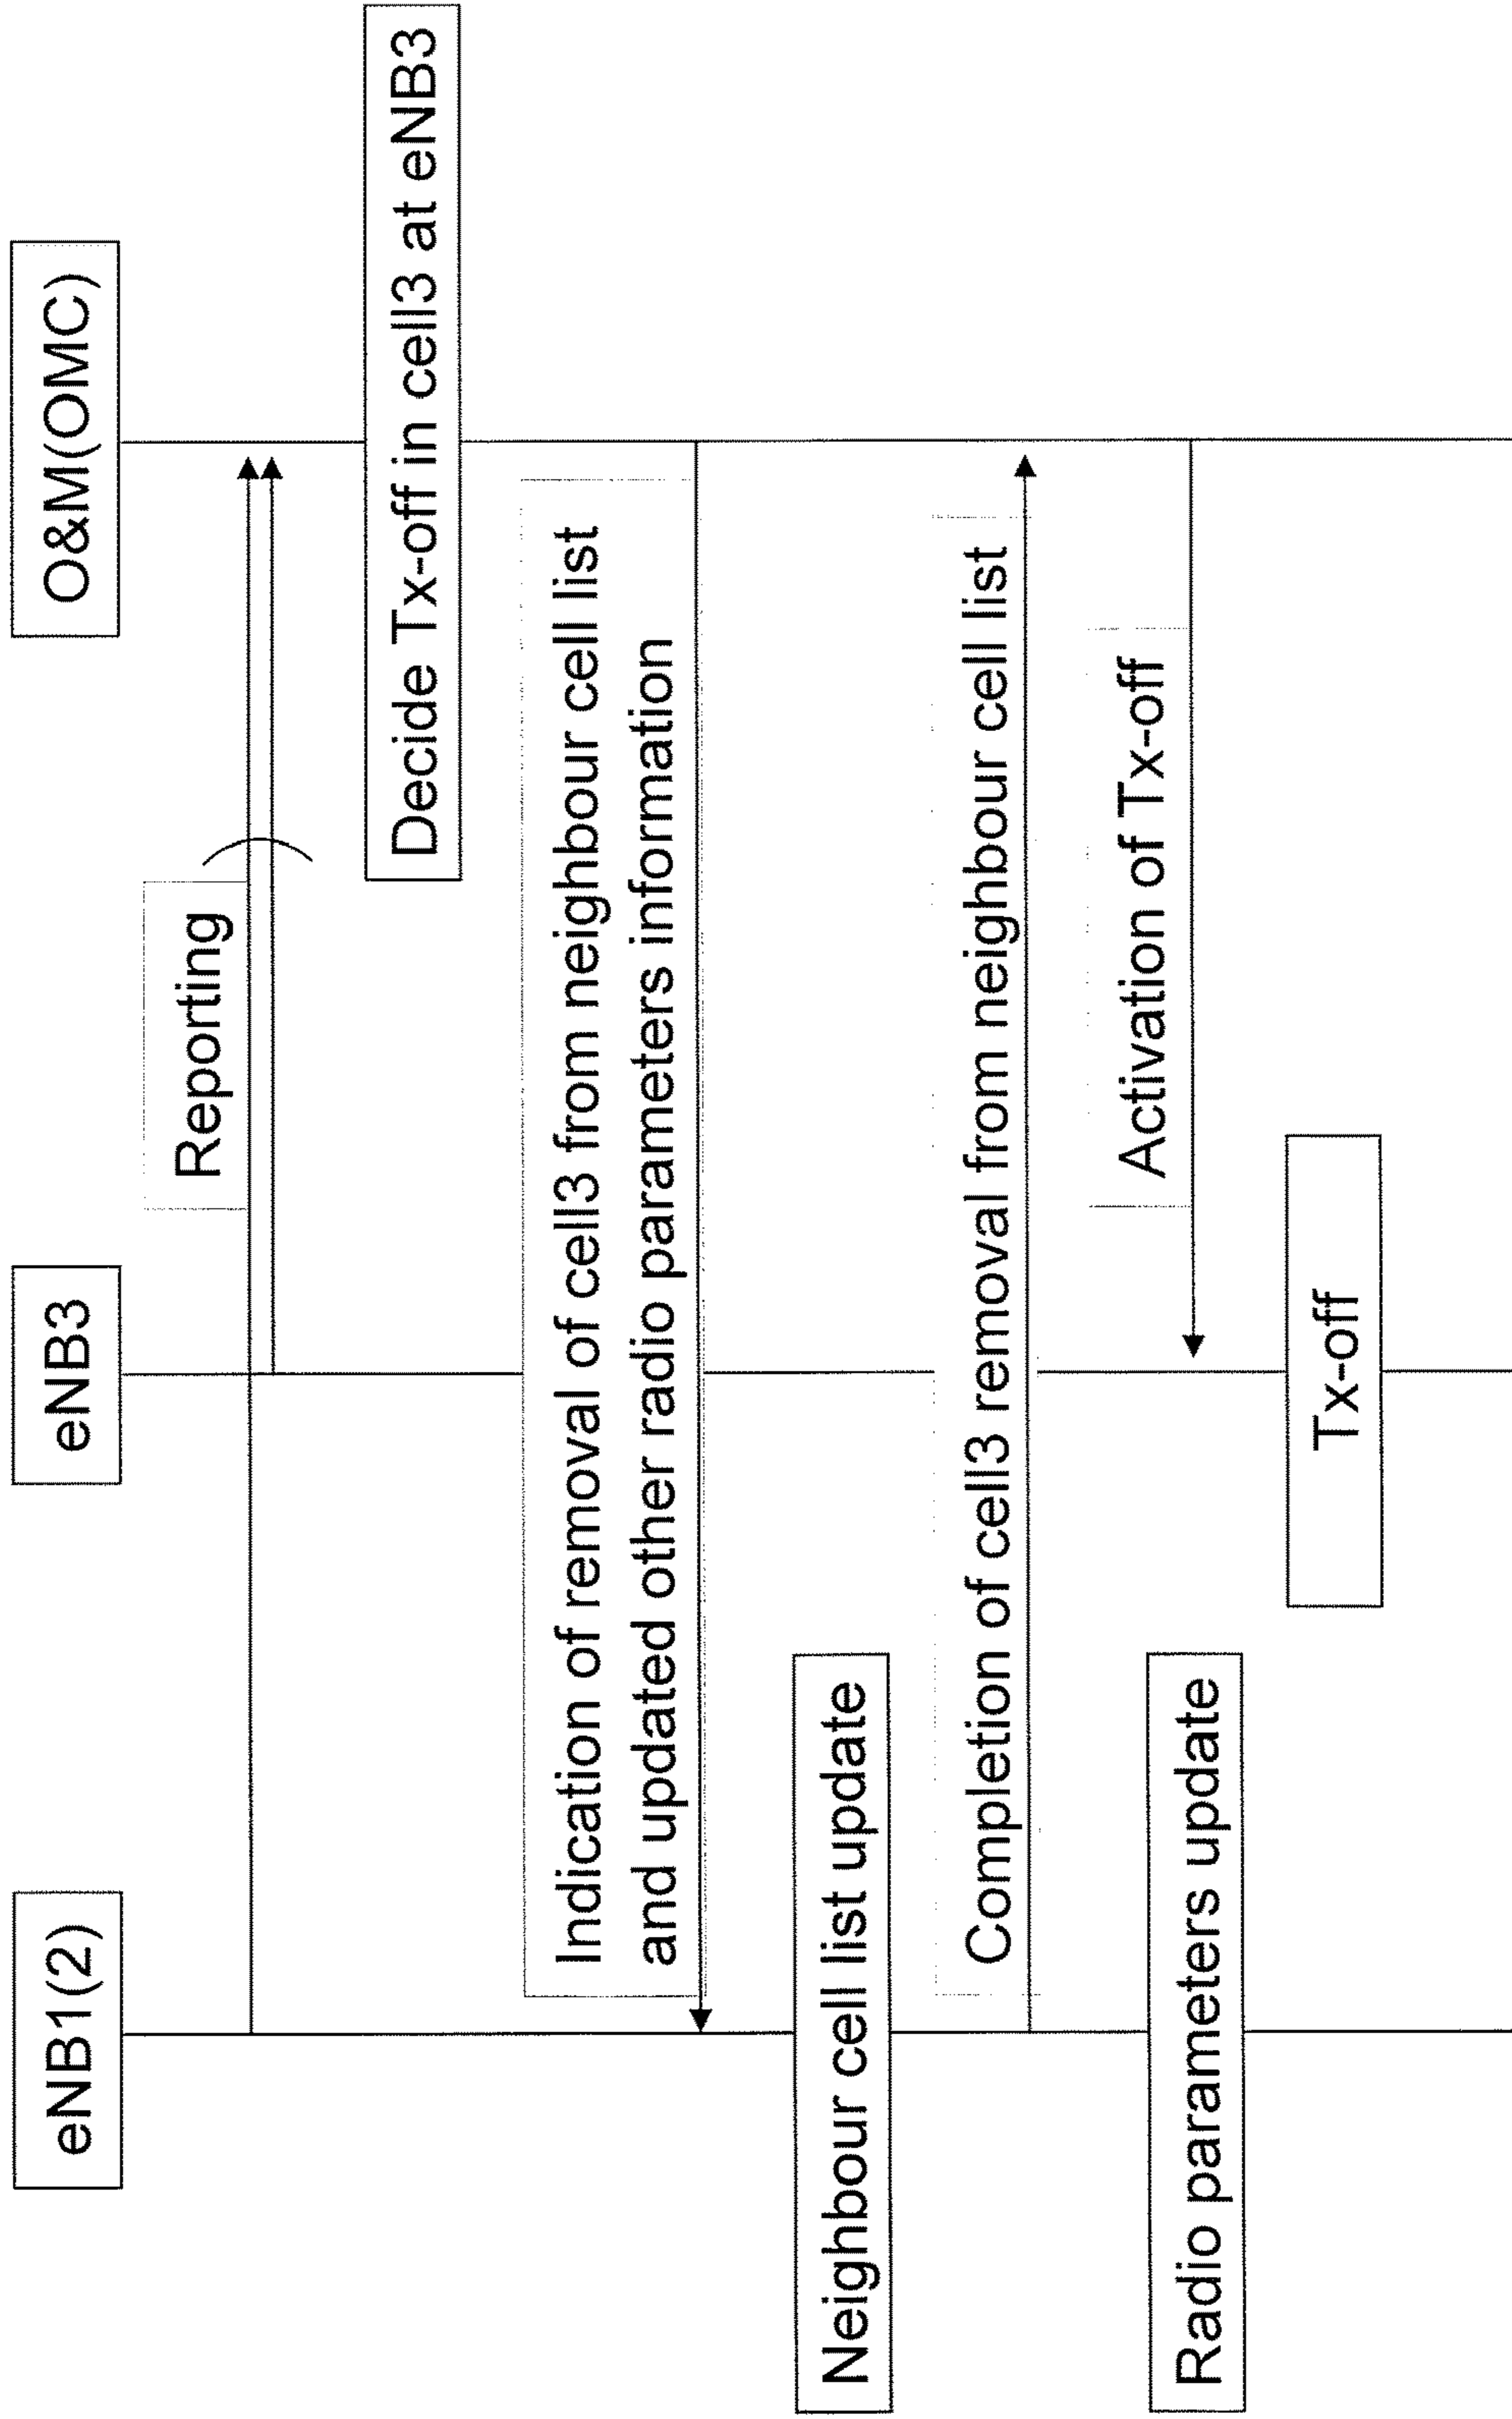 eNB1(2)
eNB3
O&M(OMC)
Reporting
Decide Tx-off in cell3 at eNB3
Indication of removal of cell3 from neighbour cell list
and updated other radio parameters information
Neighbour cell list update
Completion of cell3 removal from neighbour cell list
Activation of Tx-off
Radio parameters update
Tx-off